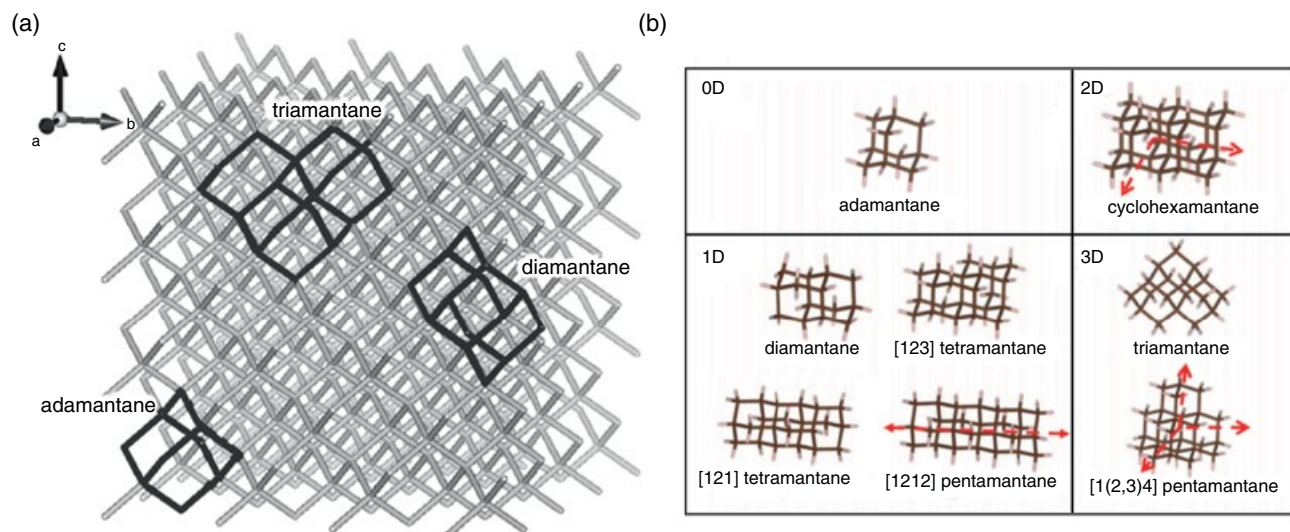 (a)
c
b
a
triamantane
diamantane
adamantane
(b)
0D
adamantane
2D
cyclohexamantane
1D
diamantane
[123] tetramantane
[121] tetramantane
[1212] pentamantane
3D
triamantane
[1(2,3)4] pentamantane